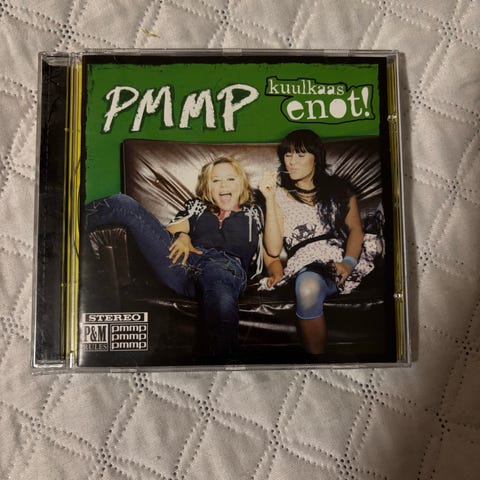 PMMP
kuulkaas
enot!
STEREO
P&M
RULES
pmmp
pmmp
pmmp